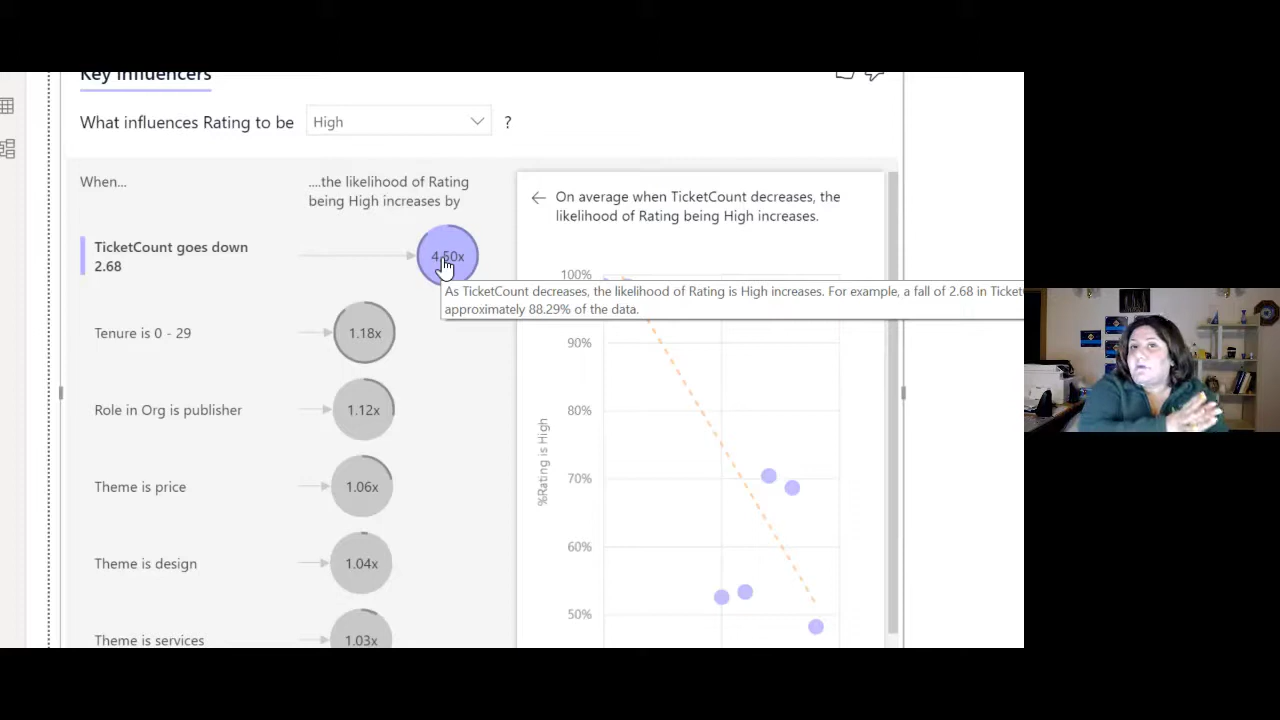 Key Influencers
What influences Rating to be
High
?
When...
....the likelihood of Rating
being High increases by
TicketCount goes down
2.68
4.50x
Tenure is 0 - 29
1.18x
Role in Org is publisher
1.12x
Theme is price
1.06x
Theme is design
1.04x
Theme is services
1.03x
On average when TicketCount decreases, the
likelihood of Rating being High increases.
As TicketCount decreases, the likelihood of Rating is High increases. For example, a fall of 2.68 in Ticket
approximately 88.29% of the data.
100%
90%
80%
70%
60%
50%
%Rating is High